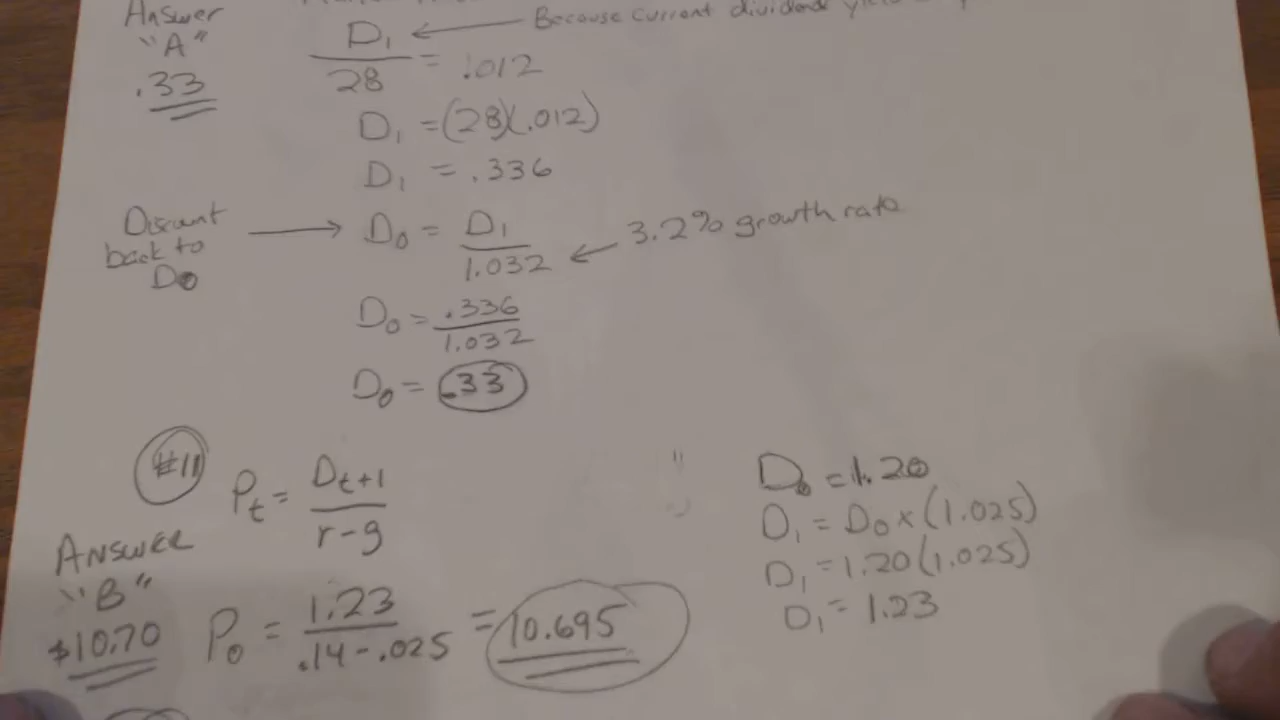 Answer
"A"
.33
D1 ← Because current dividend yield
/28 = .012
D1 = (28)(.012)
D1 = .336
Discount back to D0 → D0 = D1/1.032 ← 3.2% growth rate
D0 = .336/1.032
D0 = .33
#11
Pt = Dt+1/r-g
ANSWER
"B"
$10.70
P0 = 1.23/.14-.025 = 10.695
D0 = 1.20
D1 = D0 x (1.025)
D1 = 1.20(1.025)
D1 = 1.23